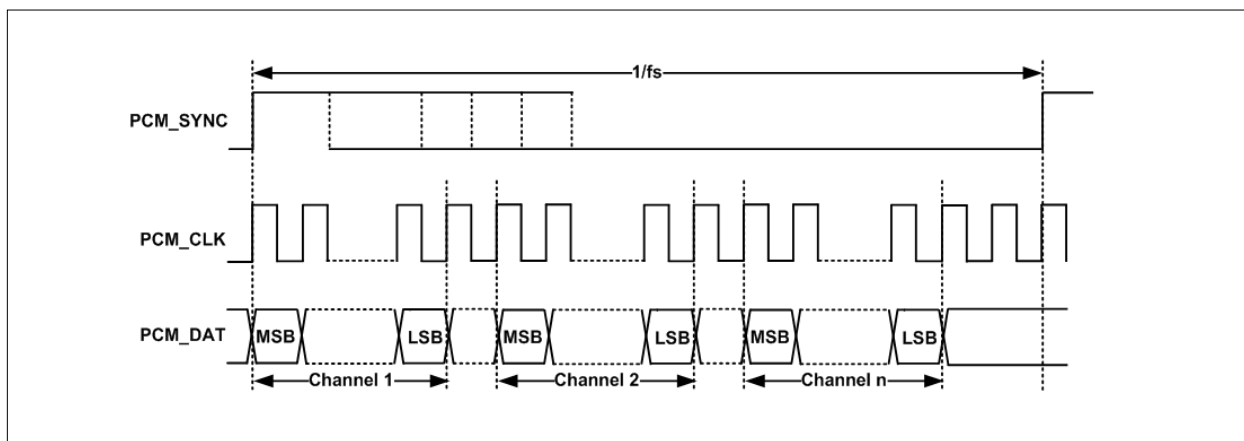 1/fs
PCM_SYNC
PCM_CLK
PCM_DAT
MSB
LSB
MSB
LSB
MSB
LSB
Channel 1
Channel 2
Channel n